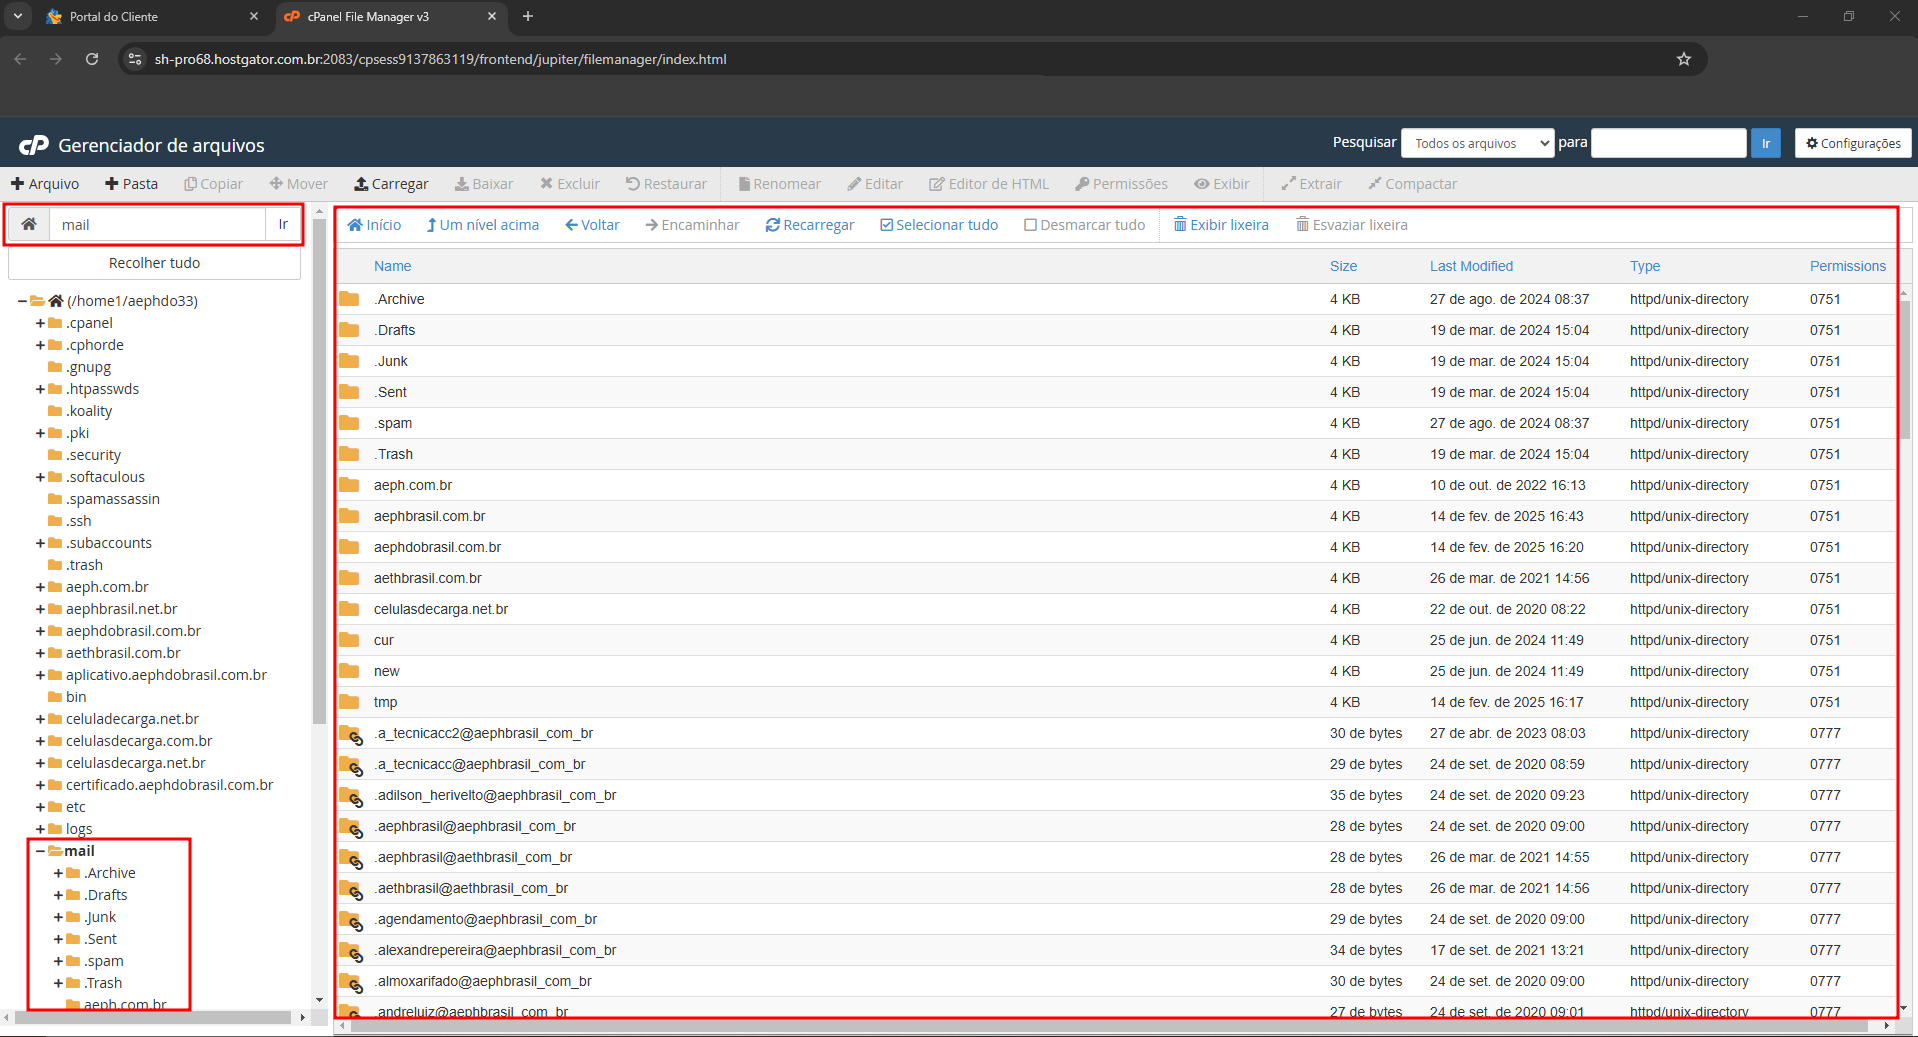 Portal do Cliente
cPanel File Manager v3
sh-pro68.hostgator.com.br:2083/cpsess9137863119/frontend/jupiter/filemanager/index.html
cP Gerenciador de arquivos
Pesquisar Todos os arquivos para Ir Configurações
Arquivo Pasta Copiar Mover Carregar Baixar Excluir Restaurar Renomear Editar Editor de HTML Permissões Exibir Extrair Compactar
mail Ir
Recolher tudo
(/home1/aephdo33)
.cpanel
.cphorde
.gnupg
.htpasswds
.koality
.pki
.security
.softaculous
.spamassassin
.ssh
.subaccounts
.trash
aeph.com.br
aephbrasil.net.br
aephdobrasil.com.br
aethbrasil.com.br
aplicativo.aephdobrasil.com.br
bin
celuladecarga.net.br
celulasdecarga.com.br
celulasdecarga.net.br
certificado.aephdobrasil.com.br
etc
logs
mail
.Archive
.Drafts
.Junk
.Sent
.spam
.Trash
aeph.com.br
Início Um nível acima Voltar Encaminhar Recarregar Selecionar tudo Desmarcar tudo Exibir lixeira Esvaziar lixeira
Name Size Last Modified Type Permissions
.Archive 4 KB 27 de ago. de 2024 08:37 httpd/unix-directory 0751
.Drafts 4 KB 19 de mar. de 2024 15:04 httpd/unix-directory 0751
.Junk 4 KB 19 de mar. de 2024 15:04 httpd/unix-directory 0751
.Sent 4 KB 19 de mar. de 2024 15:04 httpd/unix-directory 0751
.spam 4 KB 27 de ago. de 2024 08:37 httpd/unix-directory 0751
.Trash 4 KB 19 de mar. de 2024 15:04 httpd/unix-directory 0751
aeph.com.br 4 KB 10 de out. de 2022 16:13 httpd/unix-directory 0751
aephbrasil.com.br 4 KB 14 de fev. de 2025 16:43 httpd/unix-directory 0751
aephdobrasil.com.br 4 KB 14 de fev. de 2025 16:20 httpd/unix-directory 0751
aethbrasil.com.br 4 KB 26 de mar. de 2021 14:56 httpd/unix-directory 0751
celulasdecarga.net.br 4 KB 22 de out. de 2020 08:22 httpd/unix-directory 0751
cur 4 KB 25 de jun. de 2024 11:49 httpd/unix-directory 0751
new 4 KB 25 de jun. de 2024 11:49 httpd/unix-directory 0751
tmp 4 KB 14 de fev. de 2025 16:17 httpd/unix-directory 0751
.a_tecnicacc2@aephbrasil_com_br 30 de bytes 27 de abr. de 2023 08:03 httpd/unix-directory 0777
.a_tecnicacc@aephbrasil_com_br 29 de bytes 24 de set. de 2020 08:59 httpd/unix-directory 0777
.adilson_herivelto@aephbrasil_com_br 35 de bytes 24 de set. de 2020 09:23 httpd/unix-directory 0777
.aephbrasil@aephbrasil_com_br 28 de bytes 24 de set. de 2020 09:00 httpd/unix-directory 0777
.aephbrasil@aethbrasil_com_br 28 de bytes 26 de mar. de 2021 14:55 httpd/unix-directory 0777
.aethbrasil@aethbrasil_com_br 28 de bytes 26 de mar. de 2021 14:56 httpd/unix-directory 0777
.agendamento@aephbrasil_com_br 29 de bytes 24 de set. de 2020 09:00 httpd/unix-directory 0777
.alexandrepereira@aephbrasil_com_br 34 de bytes 17 de set. de 2021 13:21 httpd/unix-directory 0777
.almoxarifado@aephbrasil_com_br 30 de bytes 24 de set. de 2020 09:00 httpd/unix-directory 0777
.andreluiz@aephbrasil_com_br 27 de bytes 24 de set. de 2020 09:01 httpd/unix-directory 0777